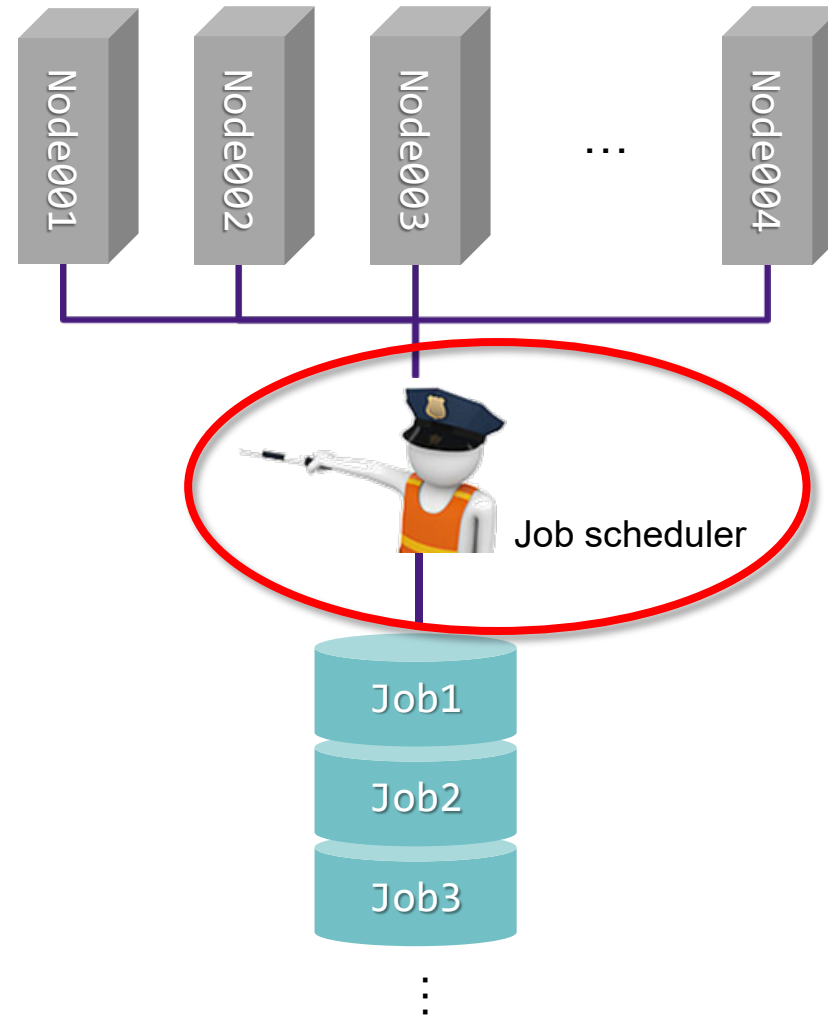 Node001
Node002
Node003
...
Node004
Job scheduler
Job1
Job2
Job3
⋮